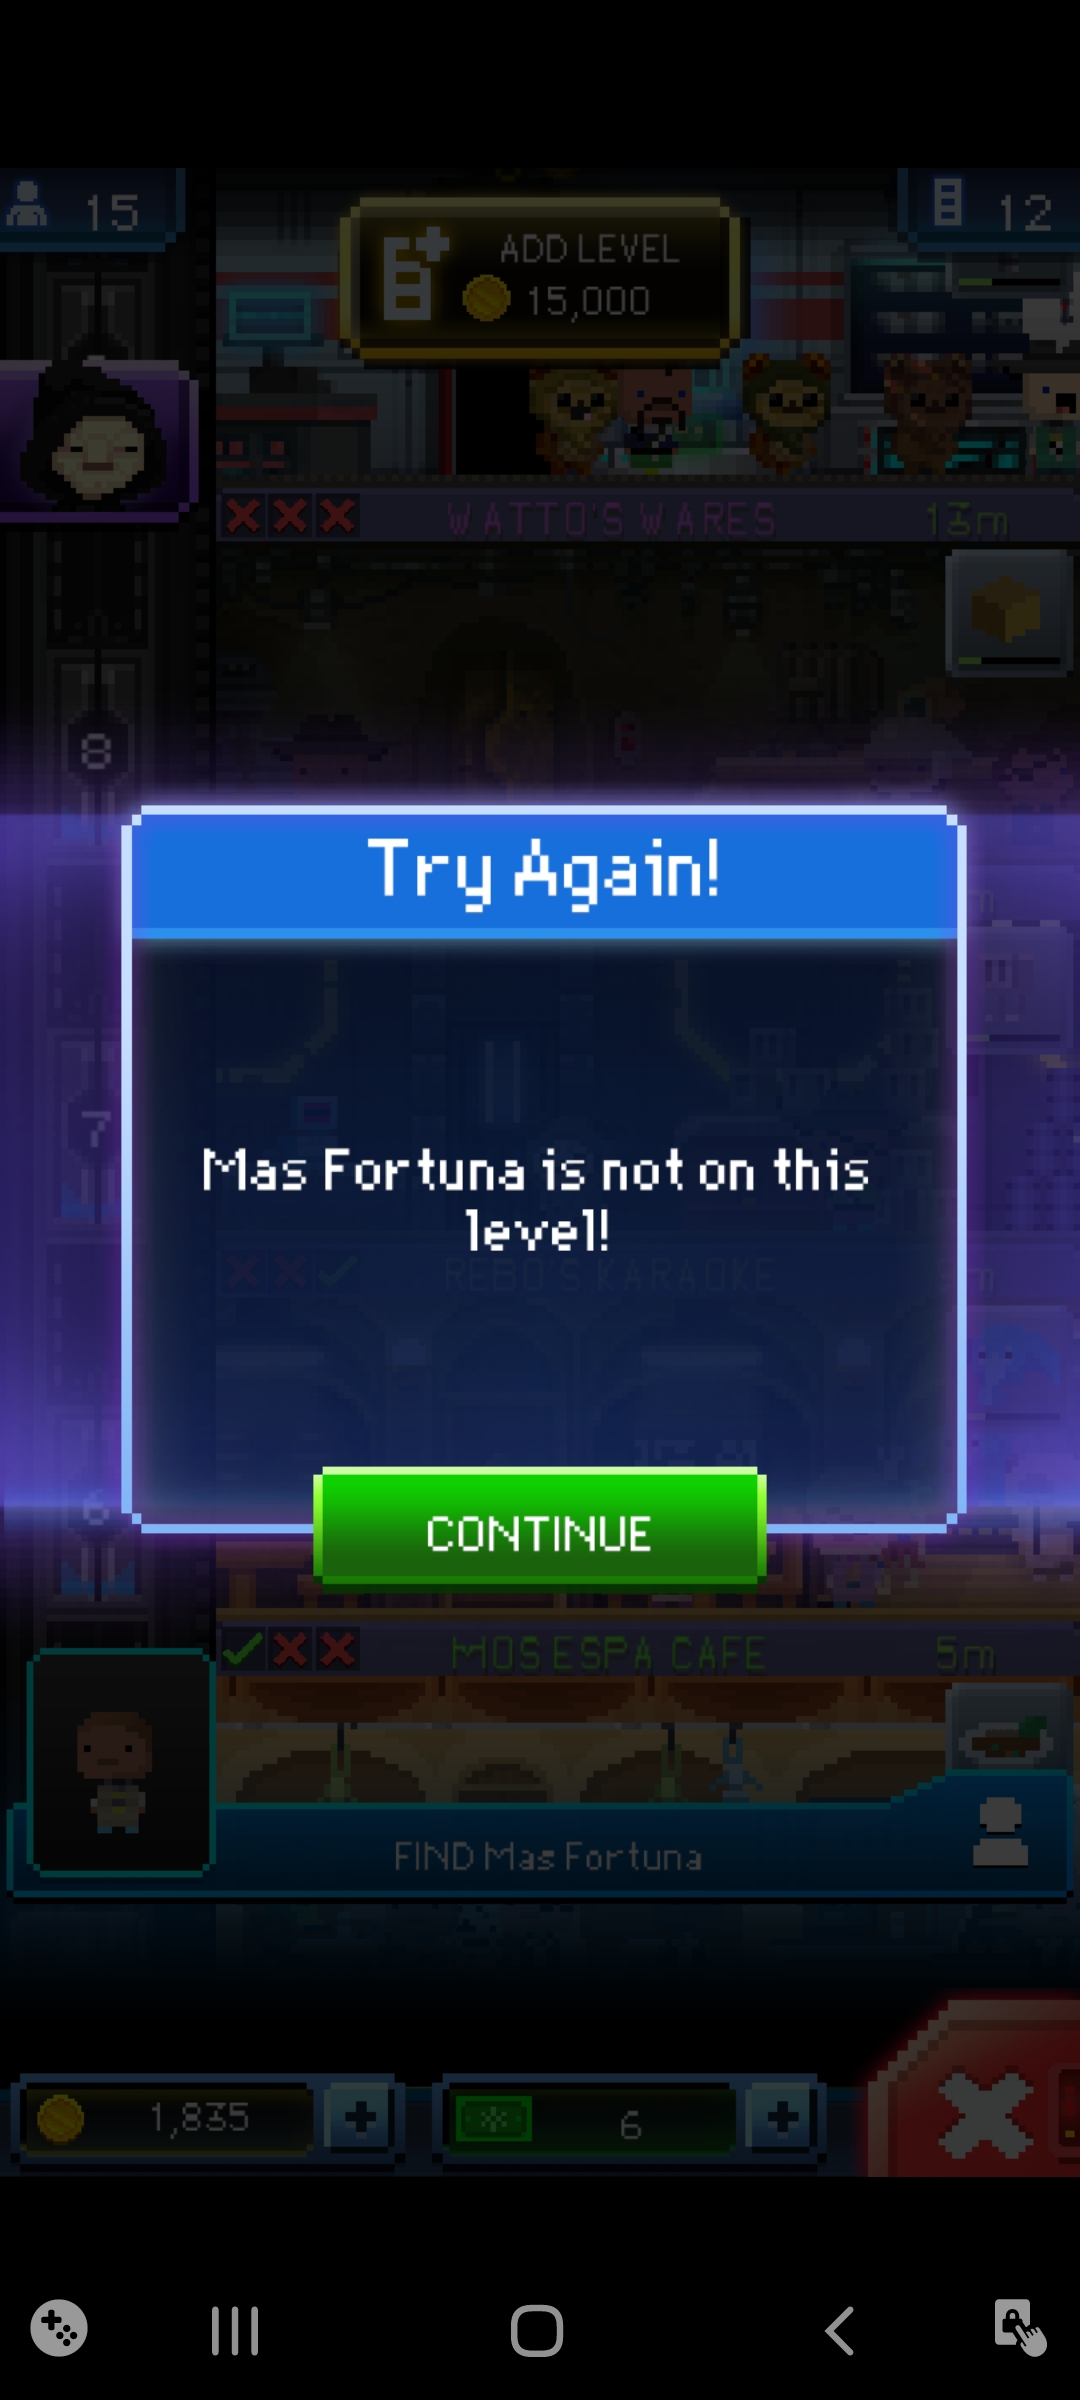 15
12
ADD LEVEL
15,000
WATTO'S WARES 13m
8
Try Again!
7
Mas Fortuna is not on this
level!
REBO'S KARAOKE
6
CONTINUE
MOS ESPA CAFE 5m
FIND Mas Fortuna
1,835
6